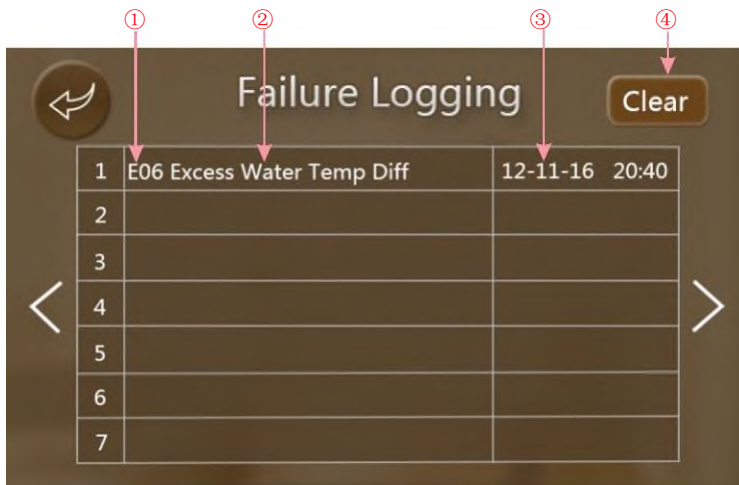 ① ② ③ ④
Failure Logging Clear
1 E06 Excess Water Temp Diff 12-11-16 20:40
2
3
4
5
6
7